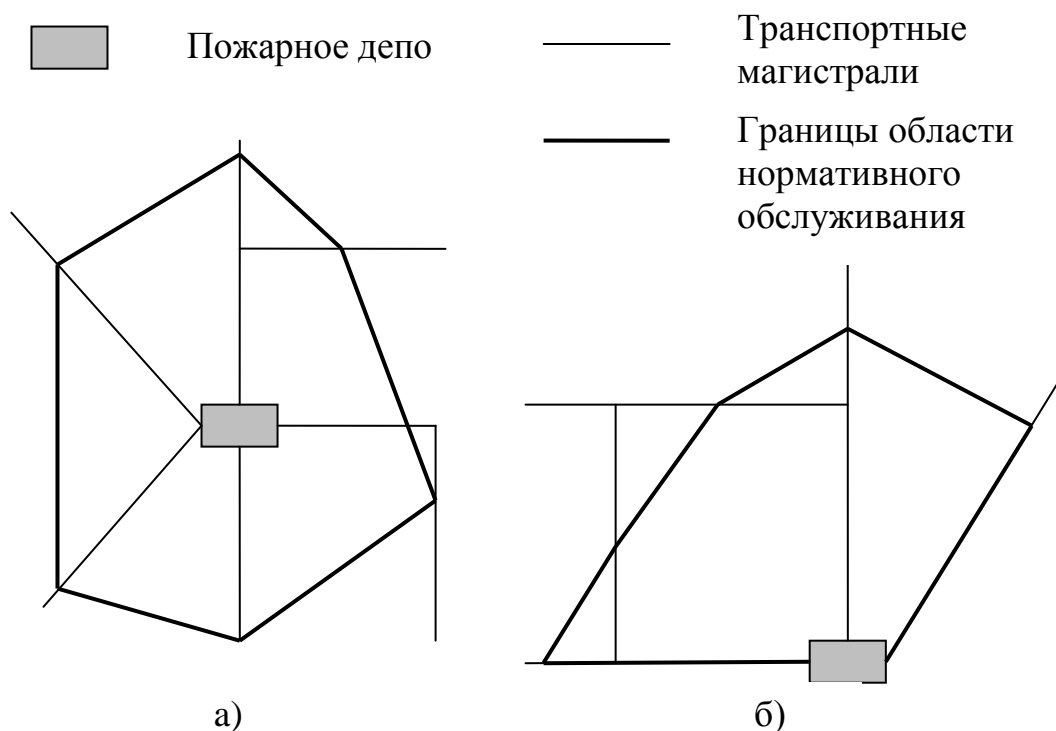 Пожарное депо
Транспортные
магистрали
Границы области
нормативного
обслуживания
а)
б)